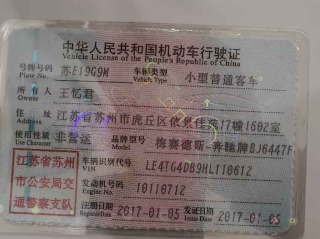 中华人民共和国机动车行驶证
Vehicle License of the People's Republic of China
号牌号码 Plate No. 苏E19G9M 车辆类型 Vehicle Type 小型普通客车
所有人 Owner 王忆君
住址 Address 江苏省苏州市虎丘区依景佳苑17幢1602室
使用性质 Use Character 非营运 品牌型号 Model 梅赛德斯-奔驰牌BJ6447F
江苏省苏州市公安局交通警察支队
车辆识别代号 VIN LE4TG4DB9HL110612
发动机号码 Engine No. 10110712
注册日期 Register Date 2017-01-05 发证日期 Issue Date 2017-01-05